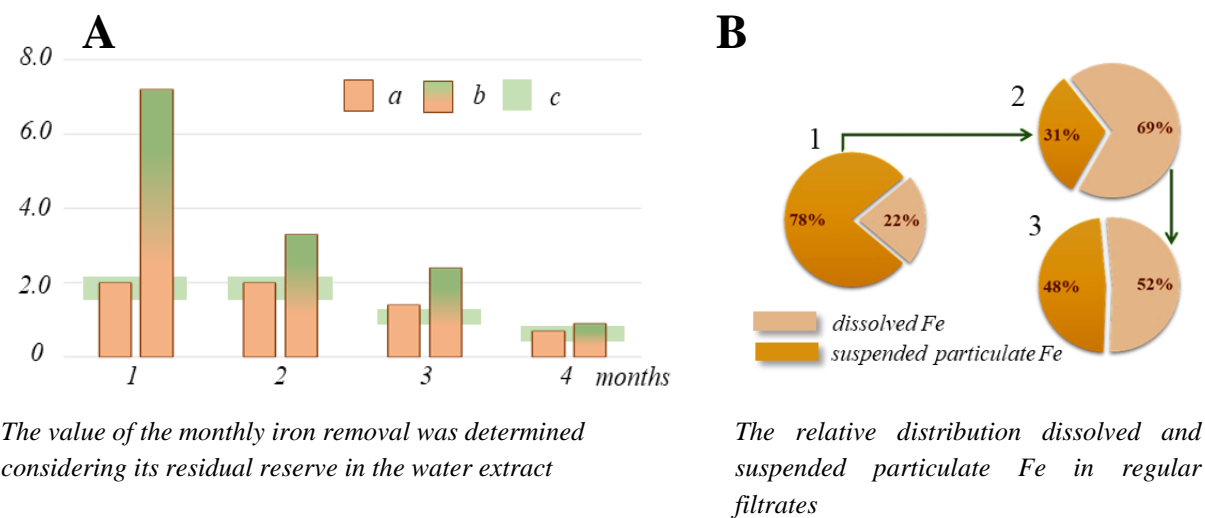 A
8.0
6.0
4.0
2.0
0
a b c
1 2 3 4 months
The value of the monthly iron removal was determined
considering its residual reserve in the water extract
B
1
78% 22%
2
31% 69%
3
48% 52%
dissolved Fe
suspended particulate Fe
The relative distribution dissolved and
suspended particulate Fe in regular
filtrates